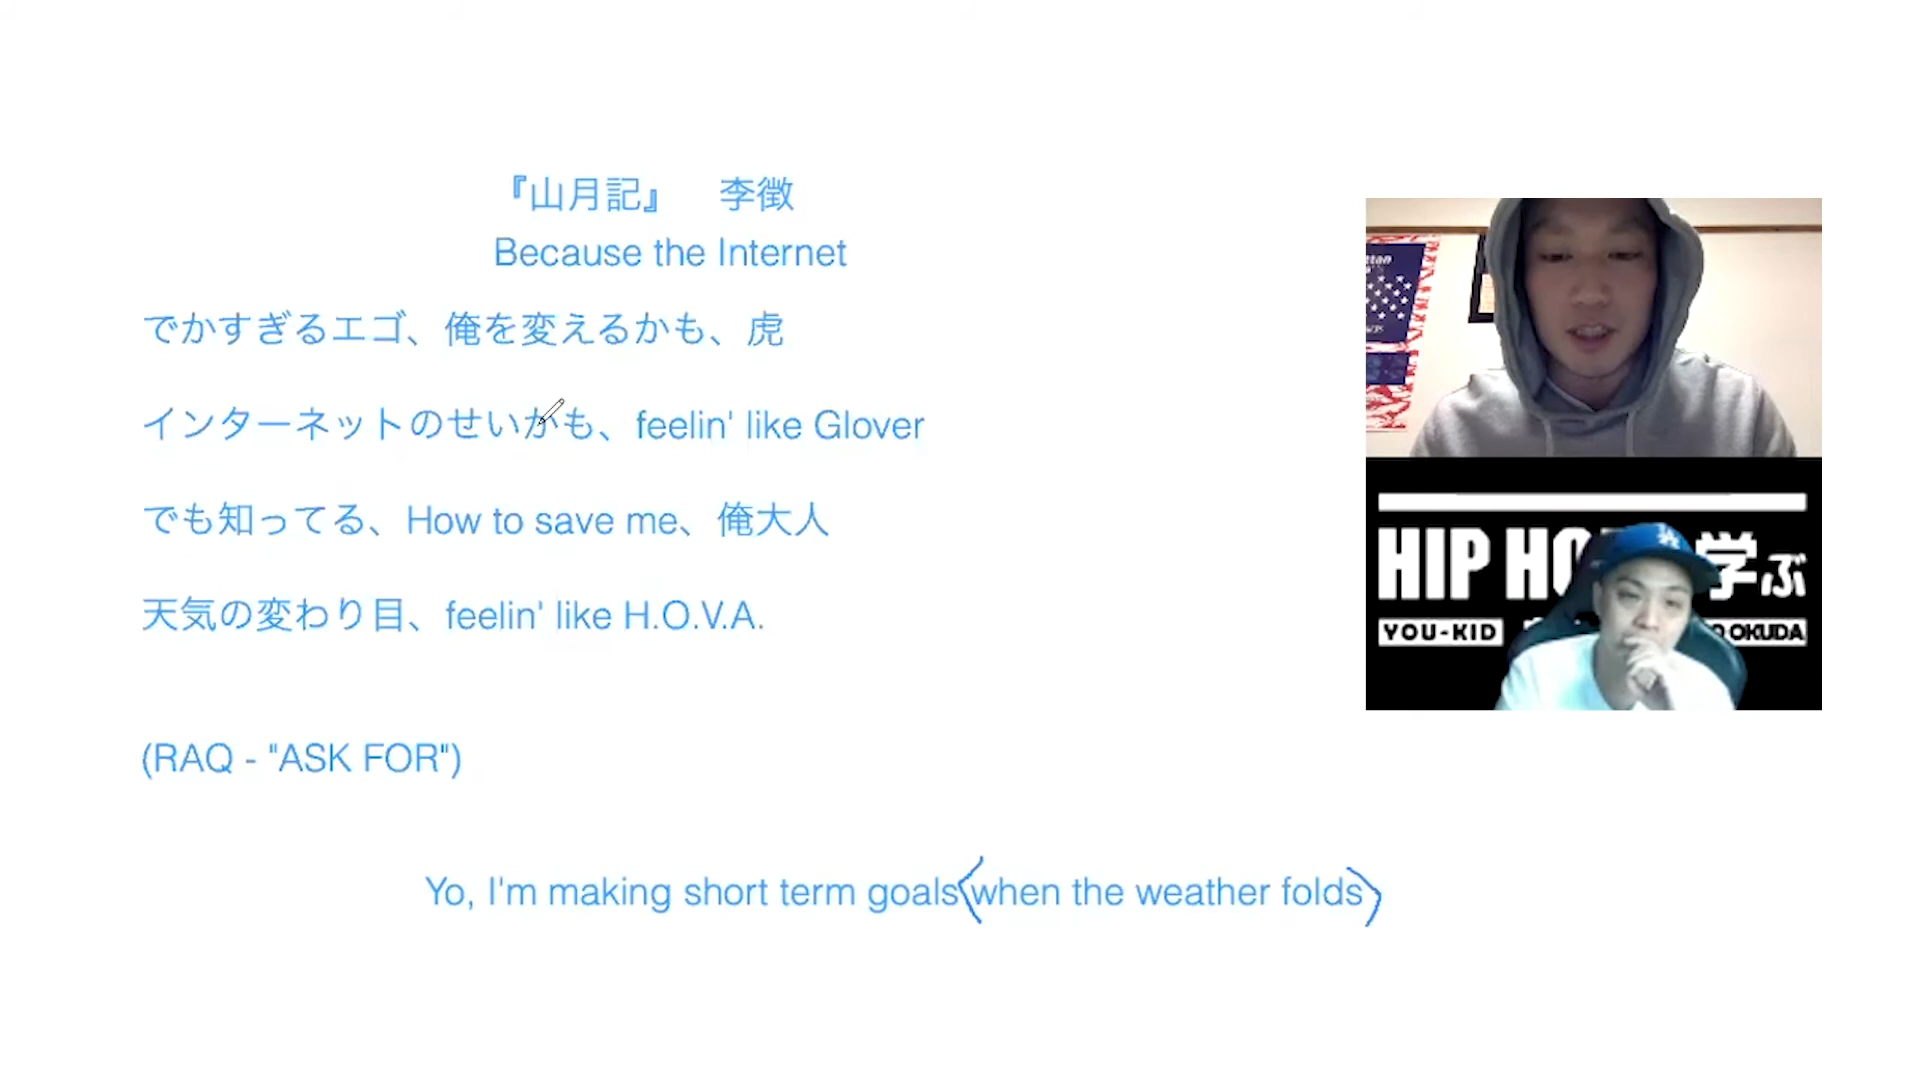 『山月記』　李徴
Because the Internet
でかすぎるエゴ、俺を変えるかも、虎
インターネットのせいかも、feelin' like Glover
でも知ってる、How to save me、俺大人
天気の変わり目、feelin' like H.O.V.A.
(RAQ - "ASK FOR")
Yo, I'm making short term goals〈when the weather folds〉
HIP HO 学ぶ
YOU-KID OKUDA